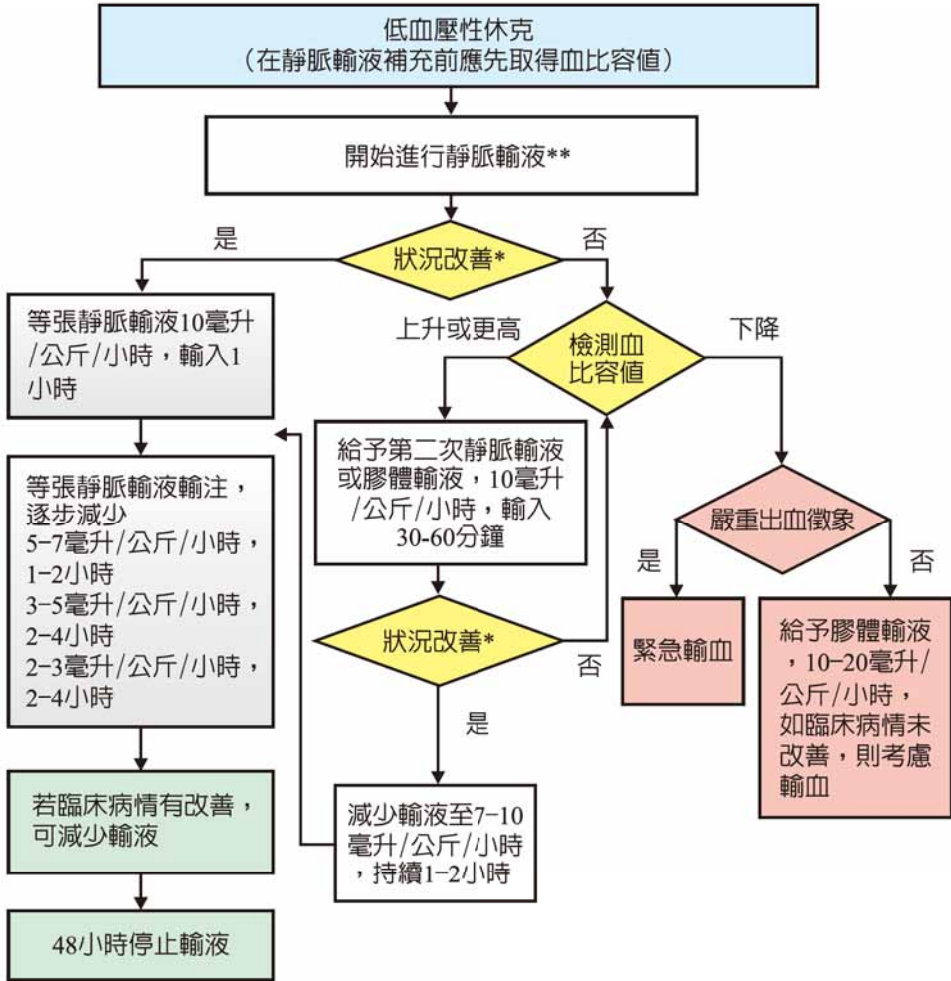 低血壓性休克
（在靜脈輸液補充前應先取得血比容值）
開始進行靜脈輸液**
狀況改善*
是
否
等張靜脈輸液10毫升
/公斤/小時，輸入1
小時
檢測血
比容值
上升或更高
下降
給予第二次靜脈輸液
或膠體輸液，10毫升
/公斤/小時，輸入
30-60分鐘
等張靜脈輸液輸注，
逐步減少
5-7毫升/公斤/小時，
1-2小時
3-5毫升/公斤/小時，
2-4小時
2-3毫升/公斤/小時，
2-4小時
嚴重出血徵象
是
否
狀況改善*
否
是
緊急輸血
給予膠體輸液
，10-20毫升/
公斤/小時，
如臨床病情未
改善，則考慮
輸血
若臨床病情有改善，
可減少輸液
減少輸液至7-10
毫升/公斤/小時
，持續1-2小時
48小時停止輸液